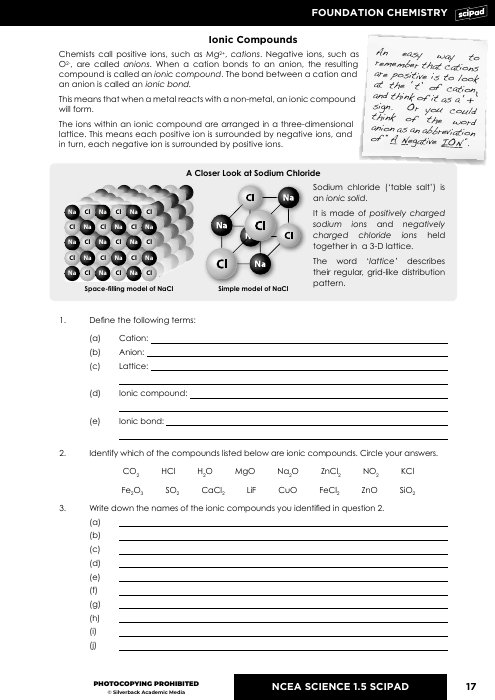 FOUNDATION CHEMISTRY scipad
Ionic Compounds
Chemists call positive ions, such as Mg²⁺, cations. Negative ions, such as
O²⁻, are called anions. When a cation bonds to an anion, the resulting
compound is called an ionic compound. The bond between a cation and
an anion is called an ionic bond.
This means that when a metal reacts with a non-metal, an ionic compound
will form.
The ions within an ionic compound are arranged in a three-dimensional
lattice. This means each positive ion is surrounded by negative ions, and
in turn, each negative ion is surrounded by positive ions.
An easy way to
remember that cations
are positive is to look
at the 't' of cation,
and think of it as a '+'
sign. Or you could
think of the word
anion as an abbreviation
of "A Negative ION".
A Closer Look at Sodium Chloride
Na Cl Na Cl Na Cl
Cl Na Cl Na Cl Na
Na Cl Na Cl Na Cl
Cl Na Cl Na Cl Na
Na Cl Na Cl Na Cl
Space-filling model of NaCl
Cl Na
Na Cl
N Cl
Cl Na
Simple model of NaCl
Sodium chloride ('table salt') is
an ionic solid.
It is made of positively charged
sodium ions and negatively
charged chloride ions held
together in a 3-D lattice.
The word 'lattice' describes
their regular, grid-like distribution
pattern.
1. Define the following terms:
(a) Cation:
(b) Anion:
(c) Lattice:
(d) Ionic compound:
(e) Ionic bond:
2. Identify which of the compounds listed below are ionic compounds. Circle your answers.
CO₂ HCl H₂O MgO Na₂O ZnCl₂ NO₂ KCl
Fe₂O₃ SO₂ CaCl₂ LiF CuO FeCl₂ ZnO SiO₂
3. Write down the names of the ionic compounds you identified in question 2.
(a)
(b)
(c)
(d)
(e)
(f)
(g)
(h)
(i)
(j)
PHOTOCOPYING PROHIBITED
© Silverback Academic Media
NCEA SCIENCE 1.5 SCIPAD
17